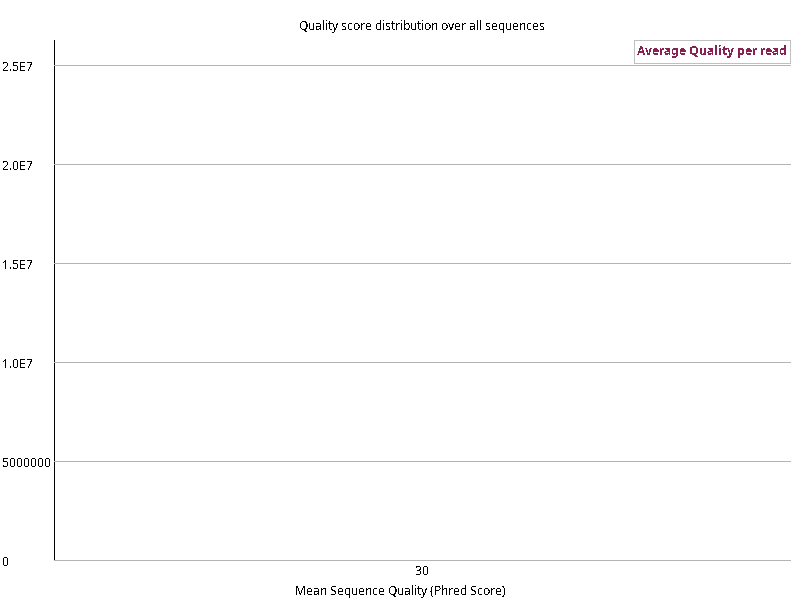 Quality score distribution over all sequences
Average Quality per read
2.5E7
2.0E7
1.5E7
1.0E7
5000000
0
30
Mean Sequence Quality (Phred Score)